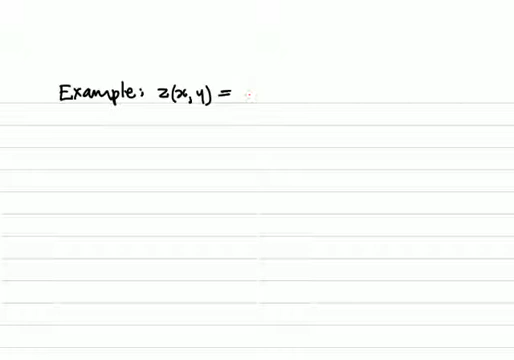 Example: z(x, y) =